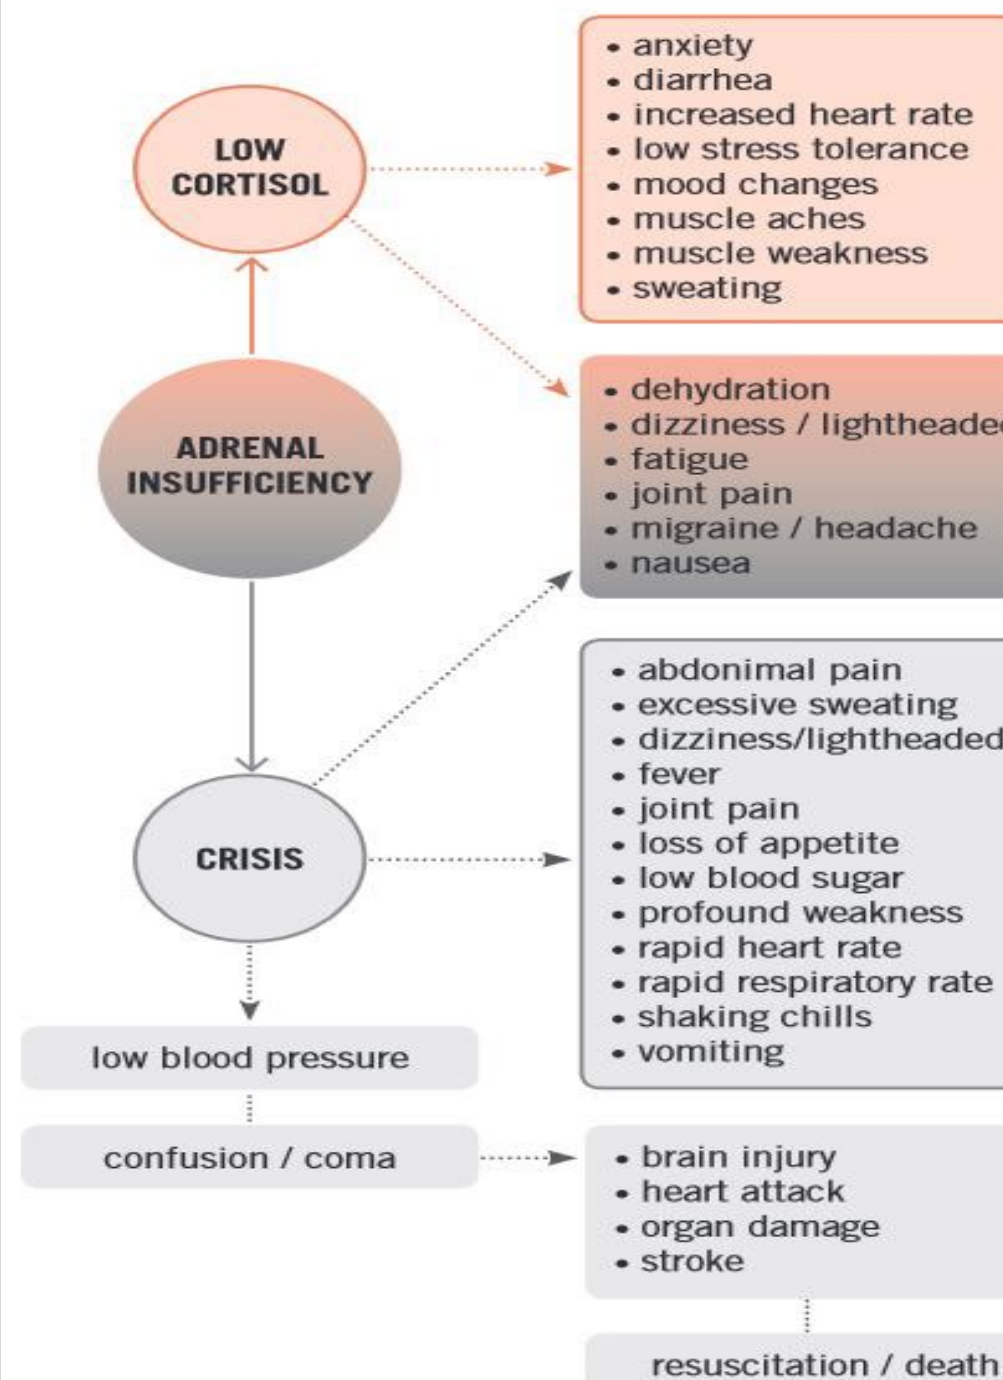 LOW
CORTISOL
• anxiety
• diarrhea
• increased heart rate
• low stress tolerance
• mood changes
• muscle aches
• muscle weakness
• sweating
ADRENAL
INSUFFICIENCY
• dehydration
• dizziness /
• fatigue
• joint pain
• migraine / headache
• nausea
CRISIS
• abdonimal pain
• excessive sweating
• dizziness/lightheaded
• fever
• joint pain
• loss of appetite
• low blood sugar
• profound weakness
• rapid heart rate
• rapid respiratory rate
• shaking chills
• vomiting
low blood pressure
confusion / coma
• brain injury
• heart attack
• organ damage
• stroke
resuscitation / death